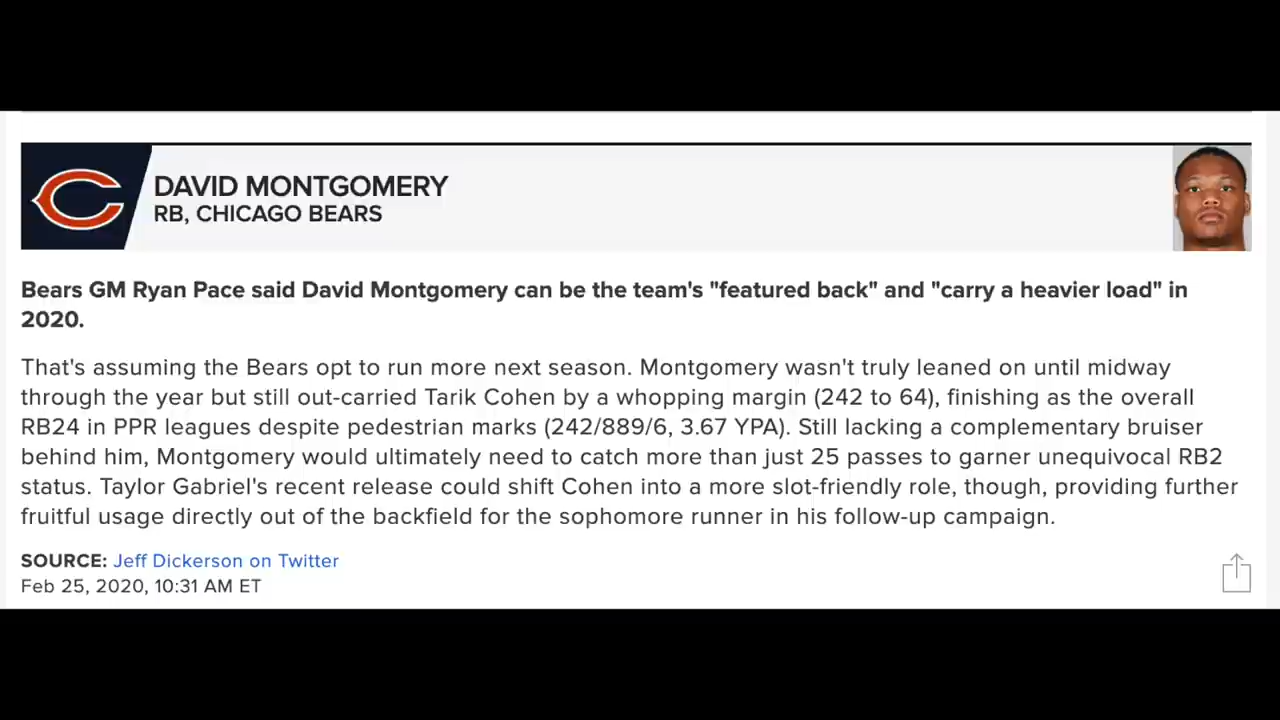 DAVID MONTGOMERY
RB, CHICAGO BEARS
Bears GM Ryan Pace said David Montgomery can be the team's "featured back" and "carry a heavier load" in
2020.
That's assuming the Bears opt to run more next season. Montgomery wasn't truly leaned on until midway
through the year but still out-carried Tarik Cohen by a whopping margin (242 to 64), finishing as the overall
RB24 in PPR leagues despite pedestrian marks (242/889/6, 3.67 YPA). Still lacking a complementary bruiser
behind him, Montgomery would ultimately need to catch more than just 25 passes to garner unequivocal RB2
status. Taylor Gabriel's recent release could shift Cohen into a more slot-friendly role, though, providing further
fruitful usage directly out of the backfield for the sophomore runner in his follow-up campaign.
SOURCE: Jeff Dickerson on Twitter
Feb 25, 2020, 10:31 AM ET